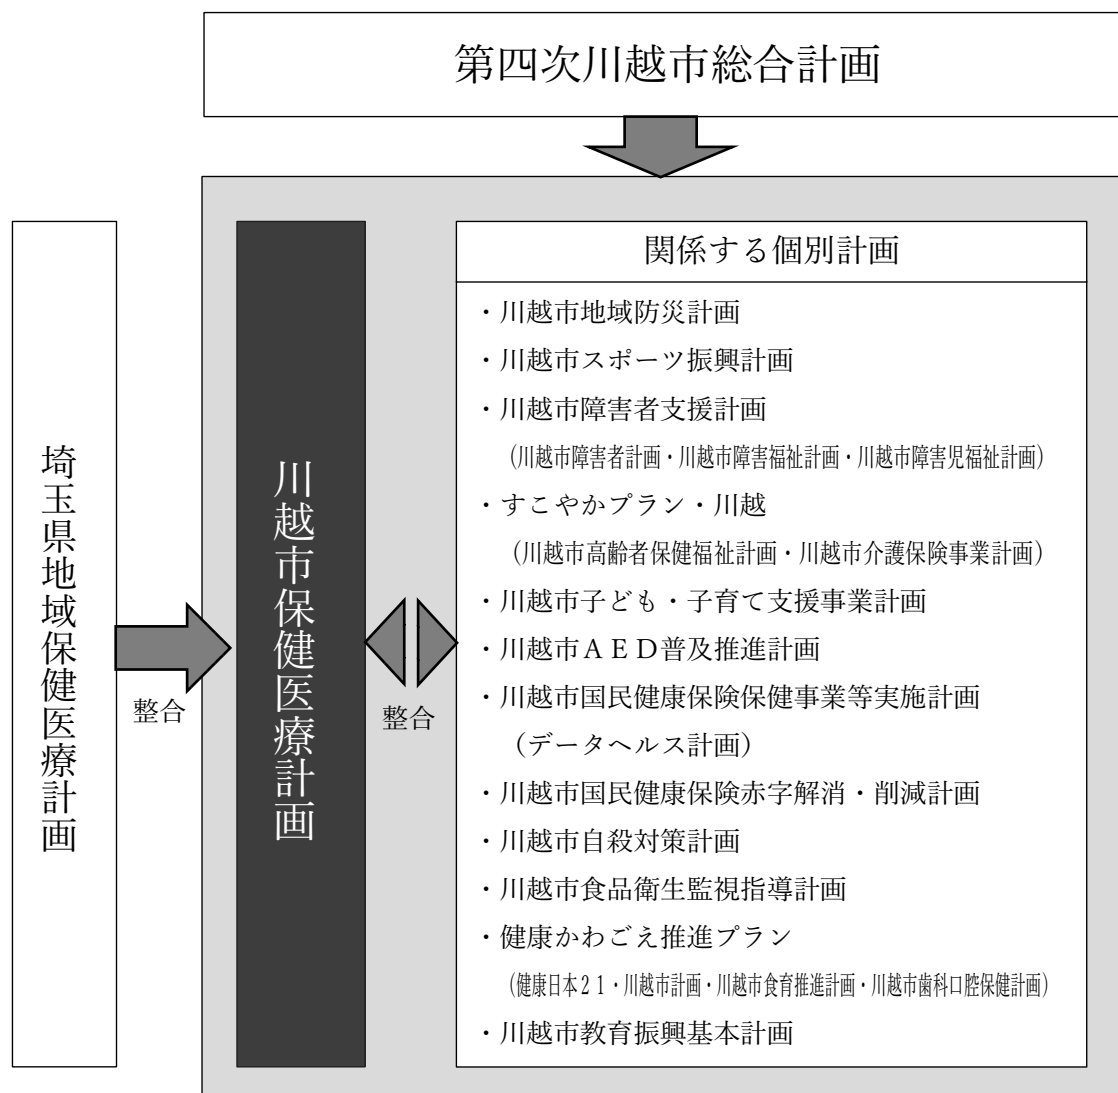 第四次川越市総合計画
埼玉県地域保健医療計画
整合
川越市保健医療計画
整合
関係する個別計画
・川越市地域防災計画
・川越市スポーツ振興計画
・川越市障害者支援計画
（川越市障害者計画・川越市障害福祉計画・川越市障害児福祉計画）
・すこやかプラン・川越
（川越市高齢者保健福祉計画・川越市介護保険事業計画）
・川越市子ども・子育て支援事業計画
・川越市ＡＥＤ普及推進計画
・川越市国民健康保険保健事業等実施計画
（データヘルス計画）
・川越市国民健康保険赤字解消・削減計画
・川越市自殺対策計画
・川越市食品衛生監視指導計画
・健康かわごえ推進プラン
（健康日本２１・川越市計画・川越市食育推進計画・川越市歯科口腔保健計画）
・川越市教育振興基本計画